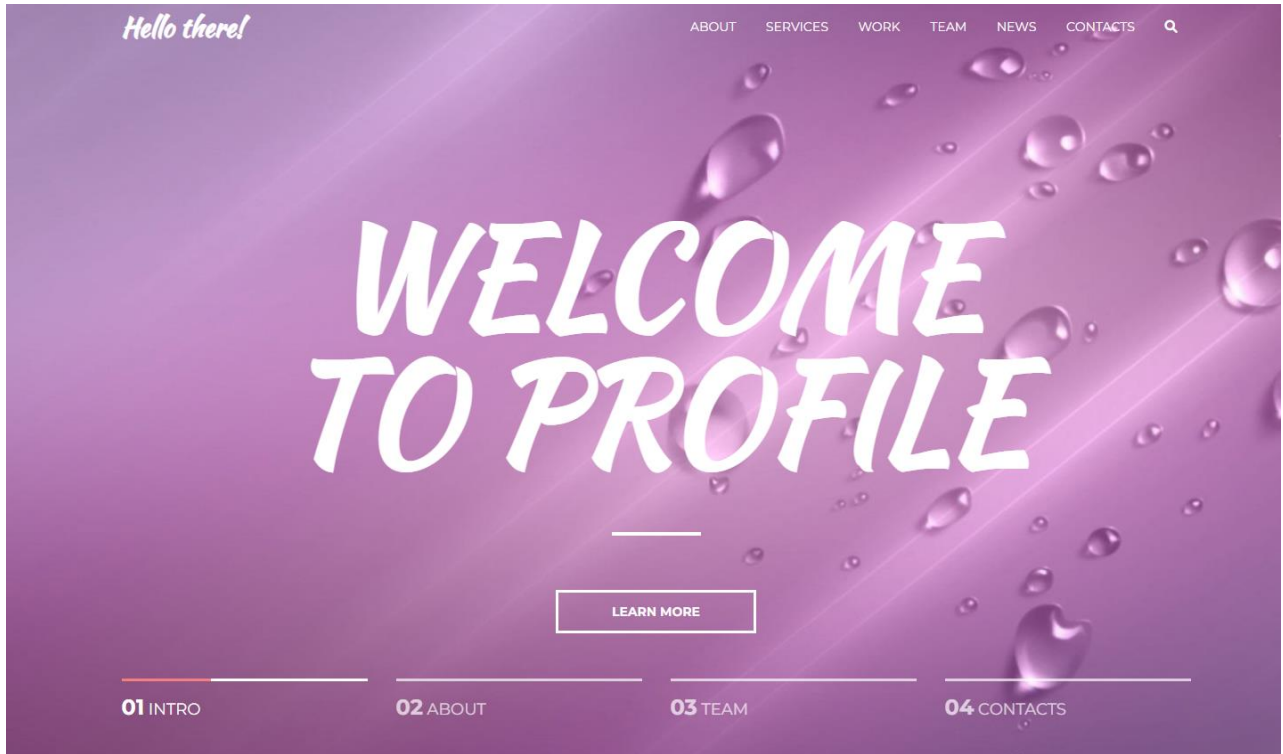 Hello there!
ABOUT SERVICES WORK TEAM NEWS CONTACTS
WELCOME
TO PROFILE
LEARN MORE
01 INTRO
02 ABOUT
03 TEAM
04 CONTACTS